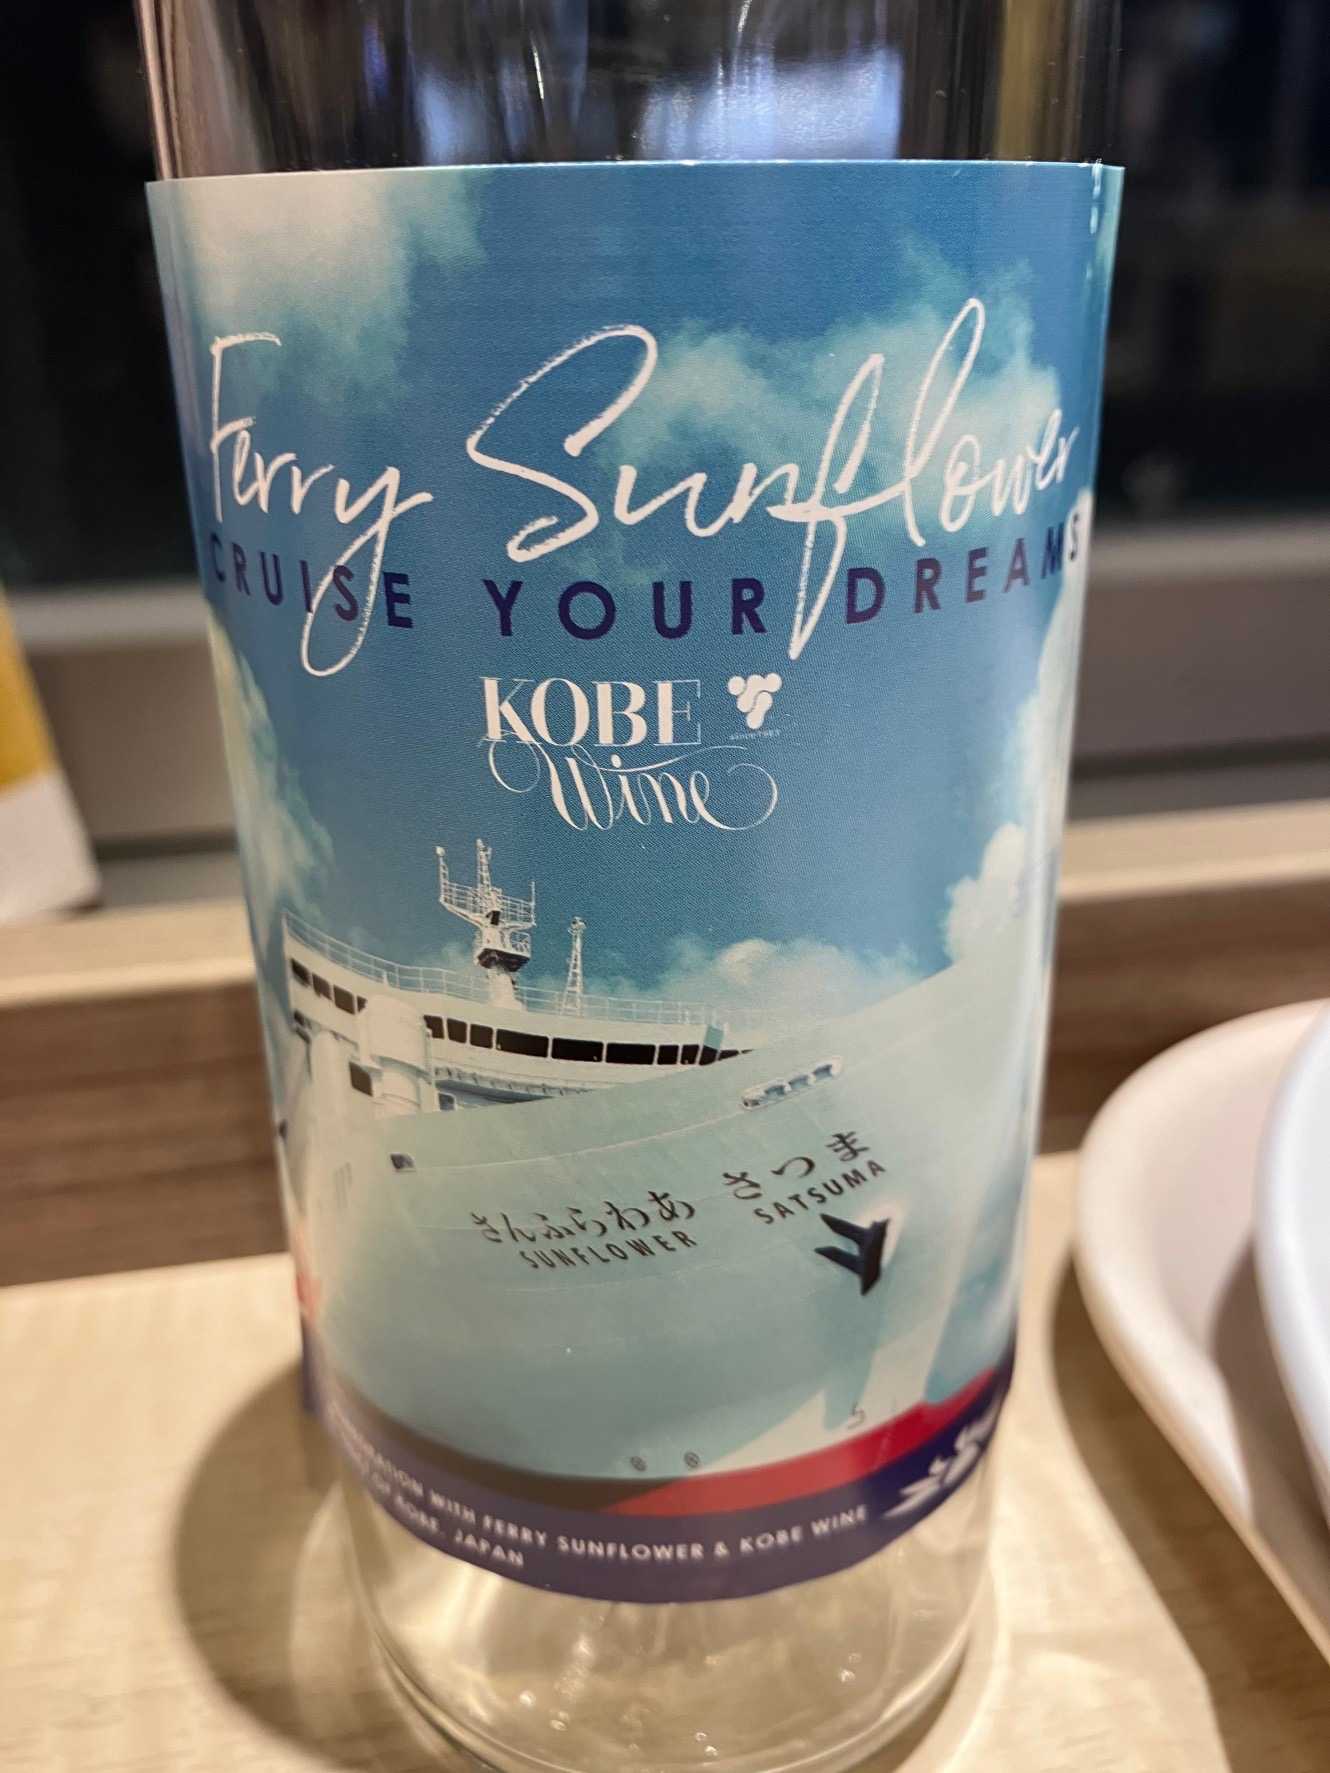 Ferry Sunflower
CRUISE YOUR DREAMS
KOBE
Wine
さんふらわあ さつま
SUNFLOWER SATSUMA
WITH FERRY SUNFLOWER & KOBE WINE
OF KOBE, JAPAN